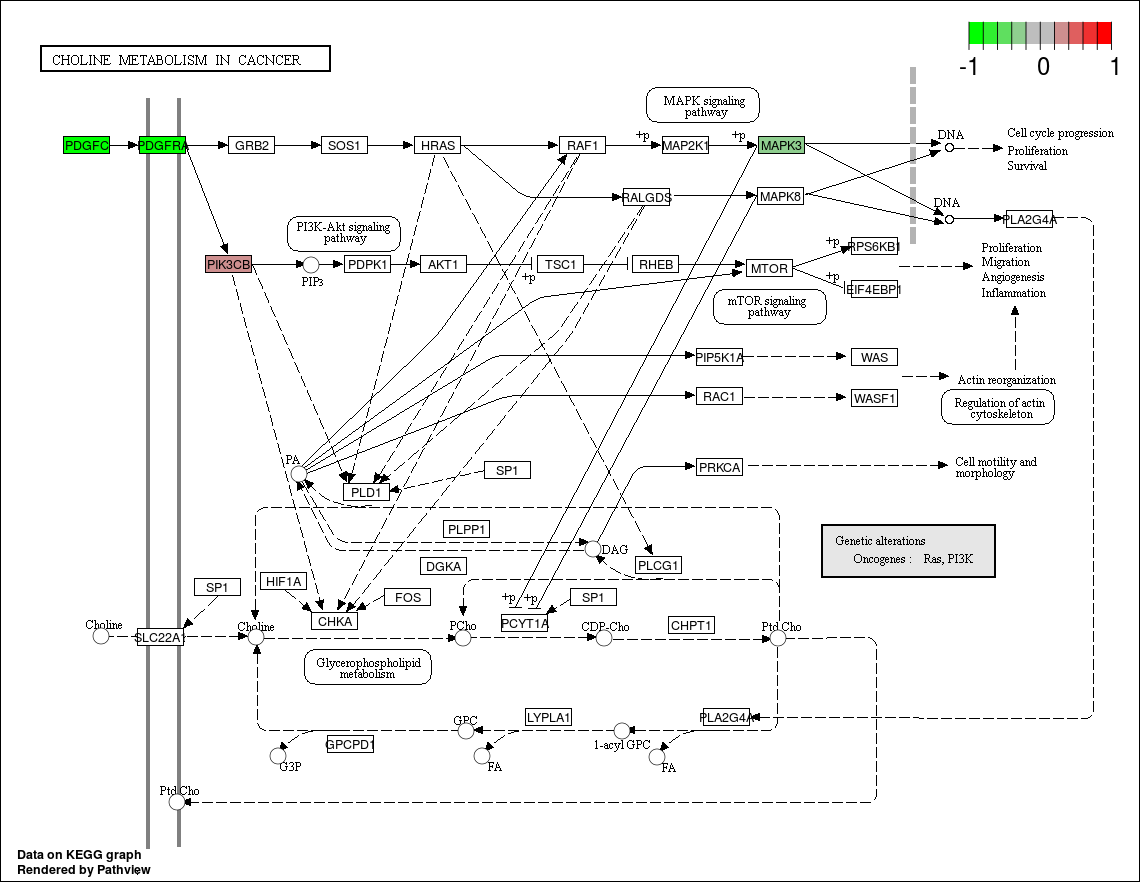 CHOLINE METABOLISM IN CACNCER
-1 0 1
MAPK signaling
pathway
PDGFC
PDGFRA
GRB2
SOS1
HRAS
RAF1
+p
MAP2K1
+p
MAPK3
DNA
Cell cycle progression
Proliferation
Survival
RALGDS
MAPK8
DNA
PLA2G4A
PI3K-Akt signaling
pathway
PIK3CB
PIP3
PDPK1
AKT1
+p
TSC1
RHEB
MTOR
+p
RPS6KB1
+p
EIF4EBP1
Proliferation
Migration
Angiogenesis
Inflammation
mTOR signaling
pathway
PIP5K1A
WAS
RAC1
WASF1
Actin reorganization
Regulation of actin
cytoskeleton
PA
PLD1
SP1
PRKCA
Cell motility and
morphology
PLPP1
DAG
DGKA
PLCG1
Genetic alterations
Oncogenes : Ras, PI3K
SP1
HIF1A
FOS
CHKA
+p
+p
SP1
PCYT1A
Choline
SLC22A1
Choline
PCho
CDP-Cho
CHPT1
Ptd Cho
Glycerophospholipid
metabolism
GPC
LYPLA1
PLA2G4A
GPCPD1
1-acyl GPC
G3P
FA
FA
Ptd Cho
Data on KEGG graph
Rendered by Pathview